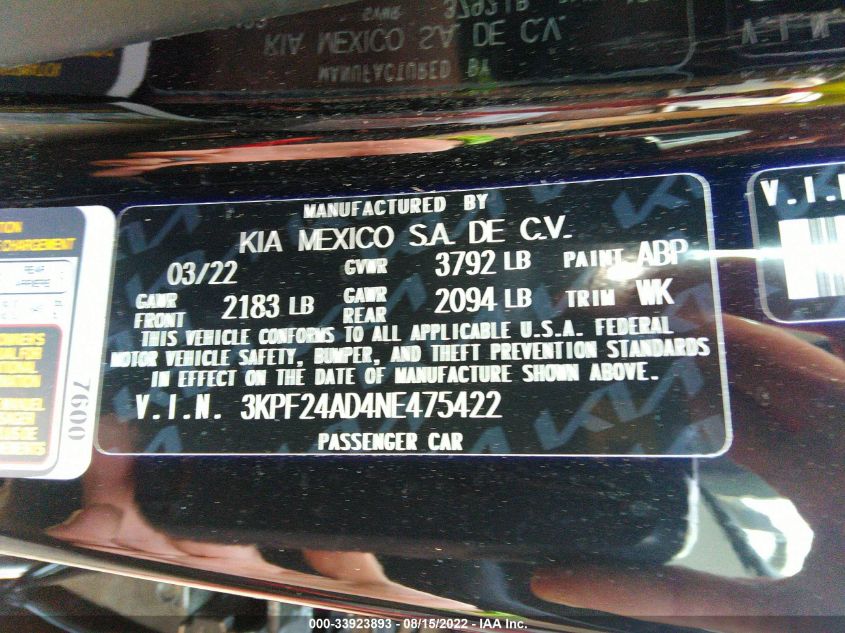 KIA MEXICO S.A. DE C.V.
MANUFACTURED BY
MANUFACTURED BY
KIA MEXICO S.A. DE C.V.
03/22 GVWR 3792 LB PAINT ABP
GAWR FRONT 2183 LB GAWR REAR 2094 LB TRIM WK
THIS VEHICLE CONFORMS TO ALL APPLICABLE U.S.A. FEDERAL
MOTOR VEHICLE SAFETY, BUMPER, AND THEFT PREVENTION STANDARDS
IN EFFECT ON THE DATE OF MANUFACTURE SHOWN ABOVE.
V.I.N. 3KPF24AD4NE475422
PASSENGER CAR
REAR
ARRIERE
7600
000-33923893 - 08/15/2022 - IAA Inc.